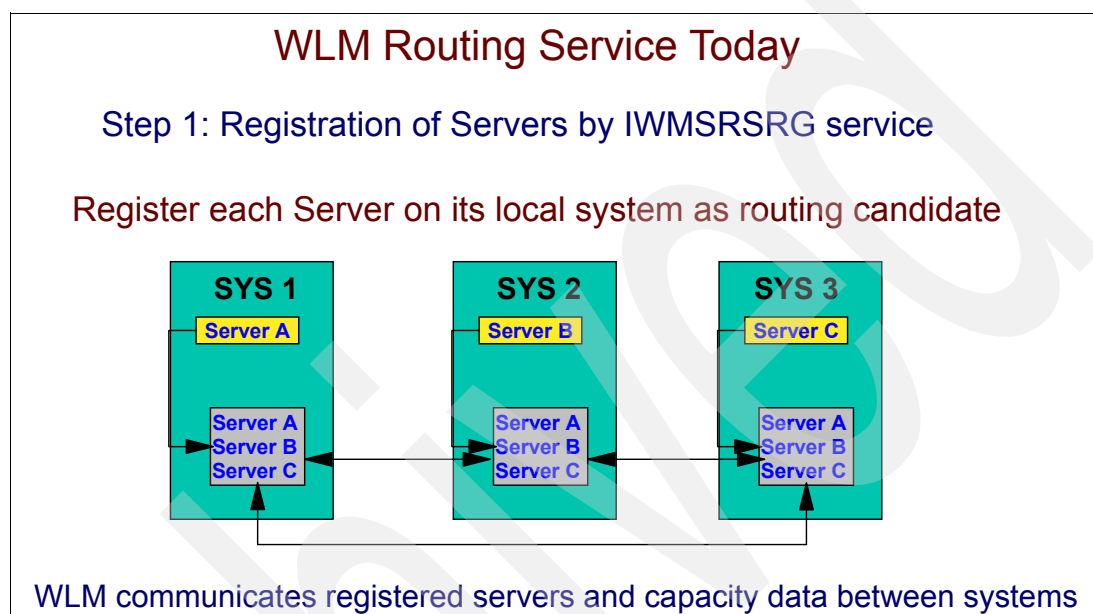 WLM Routing Service Today
Step 1: Registration of Servers by IWMSRSRG service
Register each Server on its local system as routing candidate
SYS 1
SYS 2
SYS 3
Server A
Server B
Server C
Server A
Server B
Server C
Server A
Server B
Server C
Server A
Server B
Server C
WLM communicates registered servers and capacity data between systems